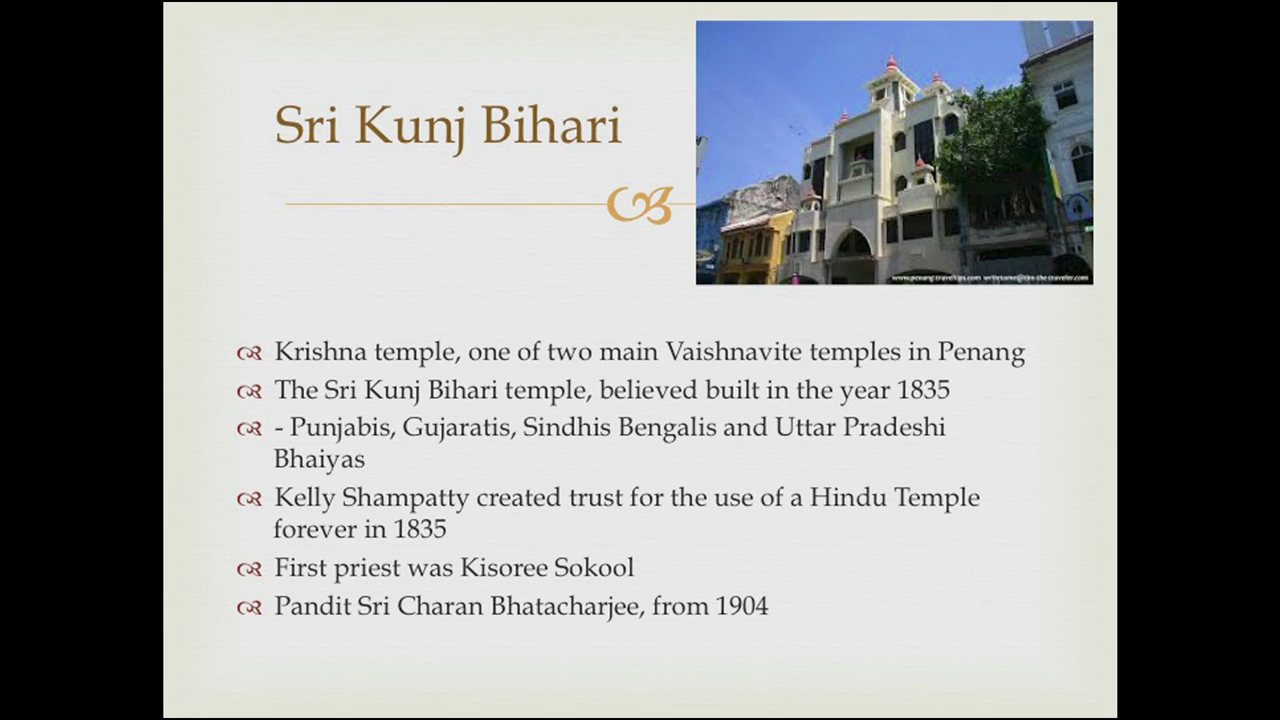 Sri Kunj Bihari
Krishna temple, one of two main Vaishnavite temples in Penang
The Sri Kunj Bihari temple, believed built in the year 1835
- Punjabis, Gujaratis, Sindhis Bengalis and Uttar Pradeshi
Bhaiyas
Kelly Shampatty created trust for the use of a Hindu Temple
forever in 1835
First priest was Kisoree Sokool
Pandit Sri Charan Bhatacharjee, from 1904